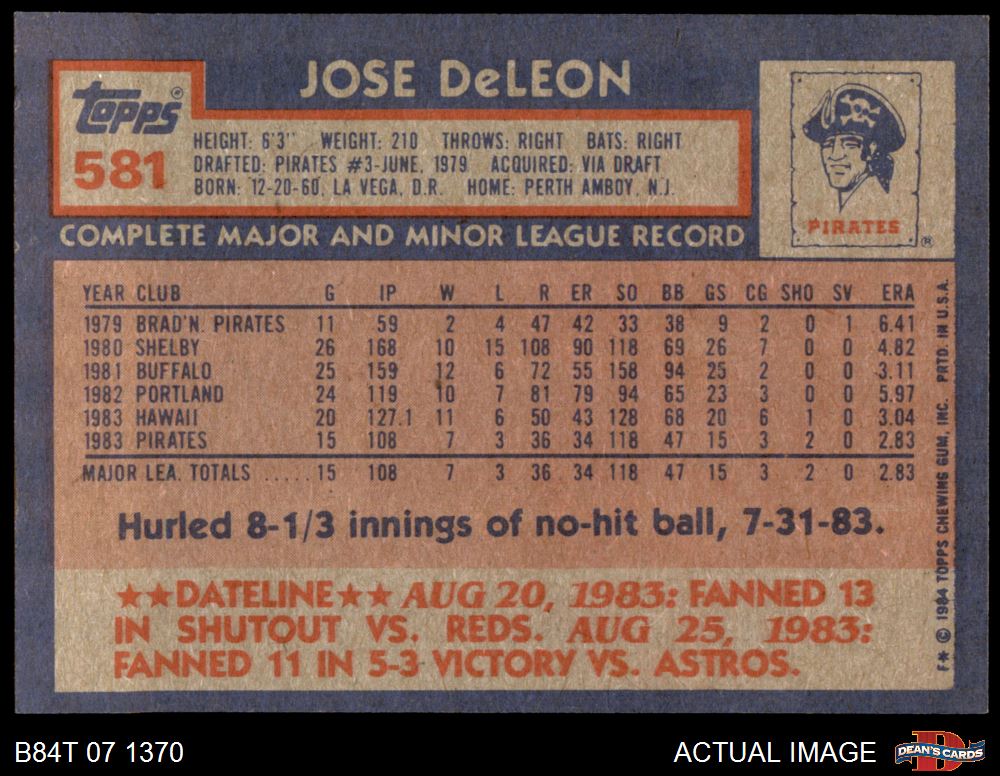 JOSE DeLEON
TOPPS®
581
HEIGHT: 6'3" WEIGHT: 210 THROWS: RIGHT BATS: RIGHT
DRAFTED: PIRATES #3-JUNE, 1979 ACQUIRED: VIA DRAFT
BORN: 12-20-60, LA VEGA, D.R. HOME: PERTH AMBOY, N.J.
PIRATES ®
COMPLETE MAJOR AND MINOR LEAGUE RECORD
YEAR CLUB G IP W L R ER SO BB GS CG SHO SV ERA
1979 BRAD'N. PIRATES 11 59 2 4 47 42 33 38 9 2 0 1 6.41
1980 SHELBY 26 168 10 15 108 90 118 69 26 7 0 0 4.82
1981 BUFFALO 25 159 12 6 72 55 158 94 25 2 0 0 3.11
1982 PORTLAND 24 119 10 7 81 79 94 65 23 3 0 0 5.97
1983 HAWAII 20 127.1 11 6 50 43 128 68 20 6 1 0 3.04
1983 PIRATES 15 108 7 3 36 34 118 47 15 3 2 0 2.83
MAJOR LEA. TOTALS ..... 15 108 7 3 36 34 118 47 15 3 2 0 2.83
Hurled 8-1/3 innings of no-hit ball, 7-31-83.
★★DATELINE★★ AUG 20, 1983: FANNED 13
IN SHUTOUT VS. REDS. AUG 25, 1983:
FANNED 11 IN 5-3 VICTORY VS. ASTROS.
F✻ © 1984 TOPPS CHEWING GUM, INC. PRTD. IN U.S.A.
B84T 07 1370
ACTUAL IMAGE
D
DEAN'S CARDS